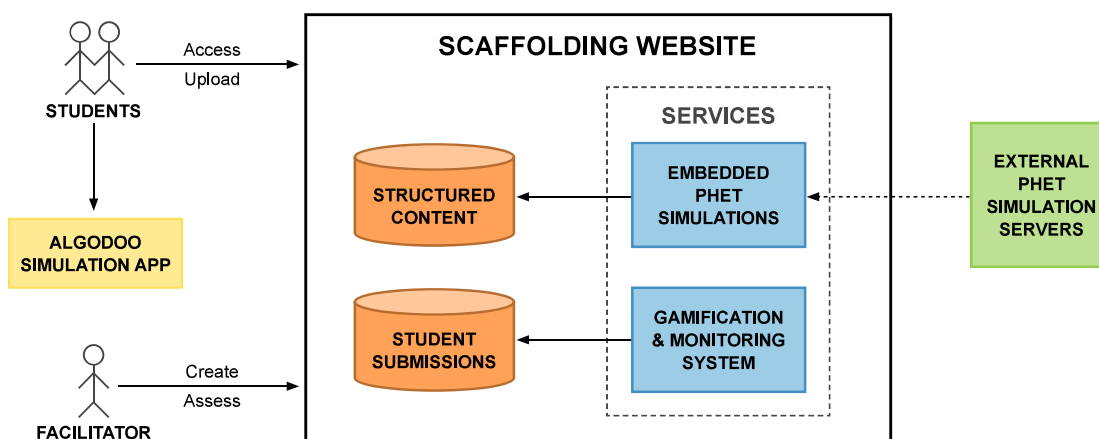 SCAFFOLDING WEBSITE
Access
Upload
STUDENTS
SERVICES
STRUCTURED
CONTENT
EMBEDDED
PHET
SIMULATIONS
EXTERNAL
PHET
SIMULATION
SERVERS
ALGODOO
SIMULATION APP
STUDENT
SUBMISSIONS
GAMIFICATION
& MONITORING
SYSTEM
Create
Assess
FACILITATOR